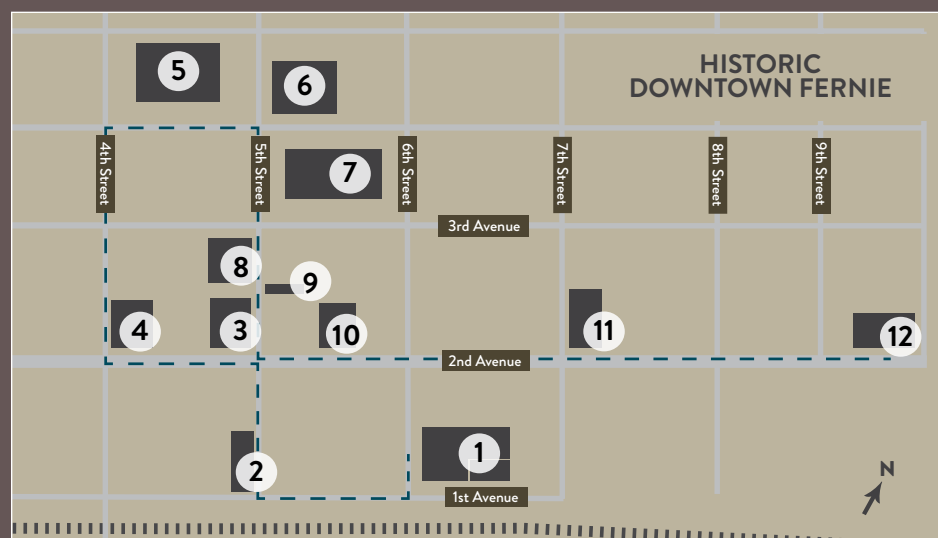 HISTORIC
DOWNTOWN FERNIE
5
6
4th Street
5th Street
6th Street
7th Street
8th Street
9th Street
7
3rd Avenue
8
9
4
3
10
11
12
2nd Avenue
1
2
1st Avenue
N